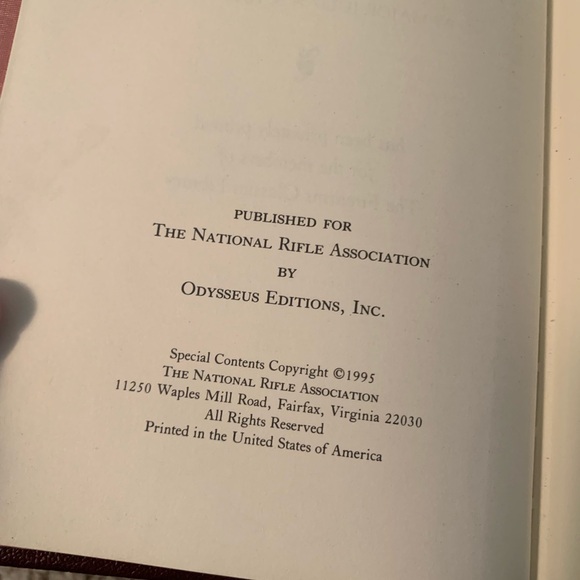 PUBLISHED FOR
THE NATIONAL RIFLE ASSOCIATION
BY
ODYSSEUS EDITIONS, INC.
Special Contents Copyright ©1995
THE NATIONAL RIFLE ASSOCIATION
11250 Waples Mill Road, Fairfax, Virginia 22030
All Rights Reserved
Printed in the United States of America